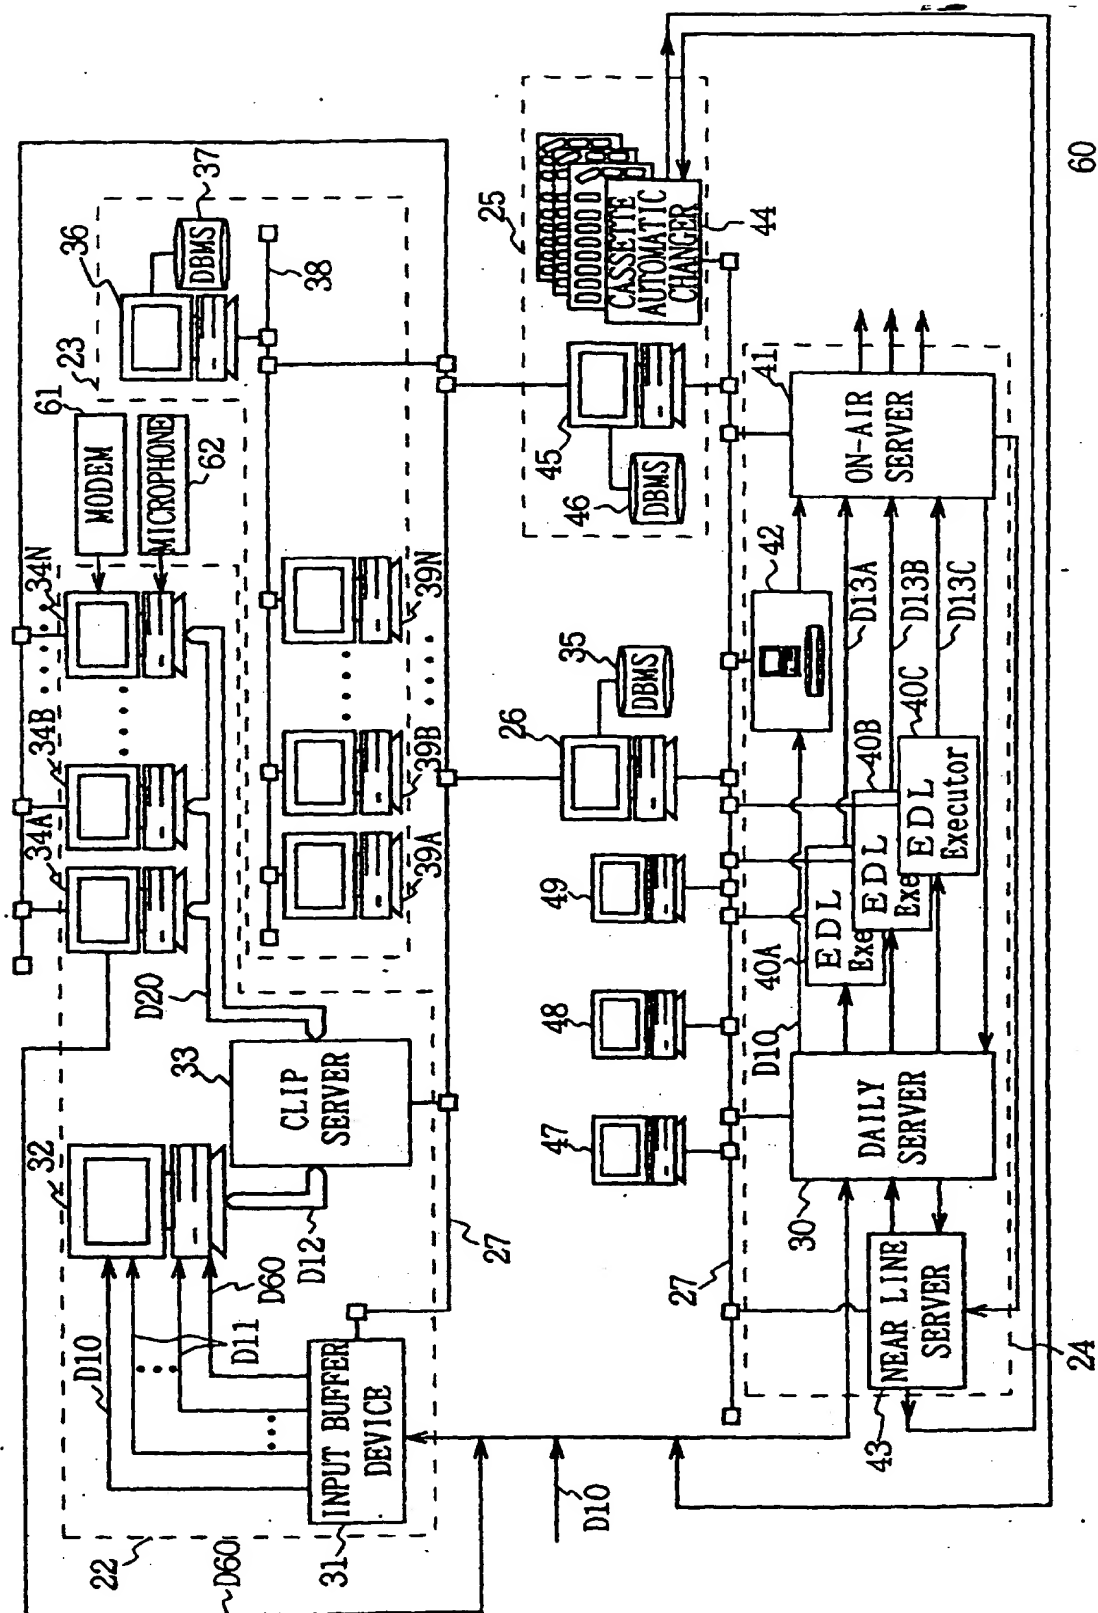 60
36
37
DBMS
23
38
61
MODEM
MICROPHONE
62
34N
34B
34A
39N
39B
39A
D20
33
CLIP
SERVER
32
D12
D60
D11
D10
INPUT BUFFER
DEVICE
31
22
D60
27
25
CASSETTE
AUTOMATIC
CHANGER
44
45
46
DBMS
26
35
DBMS
49
48
47
27
D10
41
ON-AIR
SERVER
42
D13A
D13B
D13C
40A
EDL
Exe
40B
EDL
Exe
40C
EDL
Executor
D10
DAILY
SERVER
30
NEAR LINE
SERVER
43
24